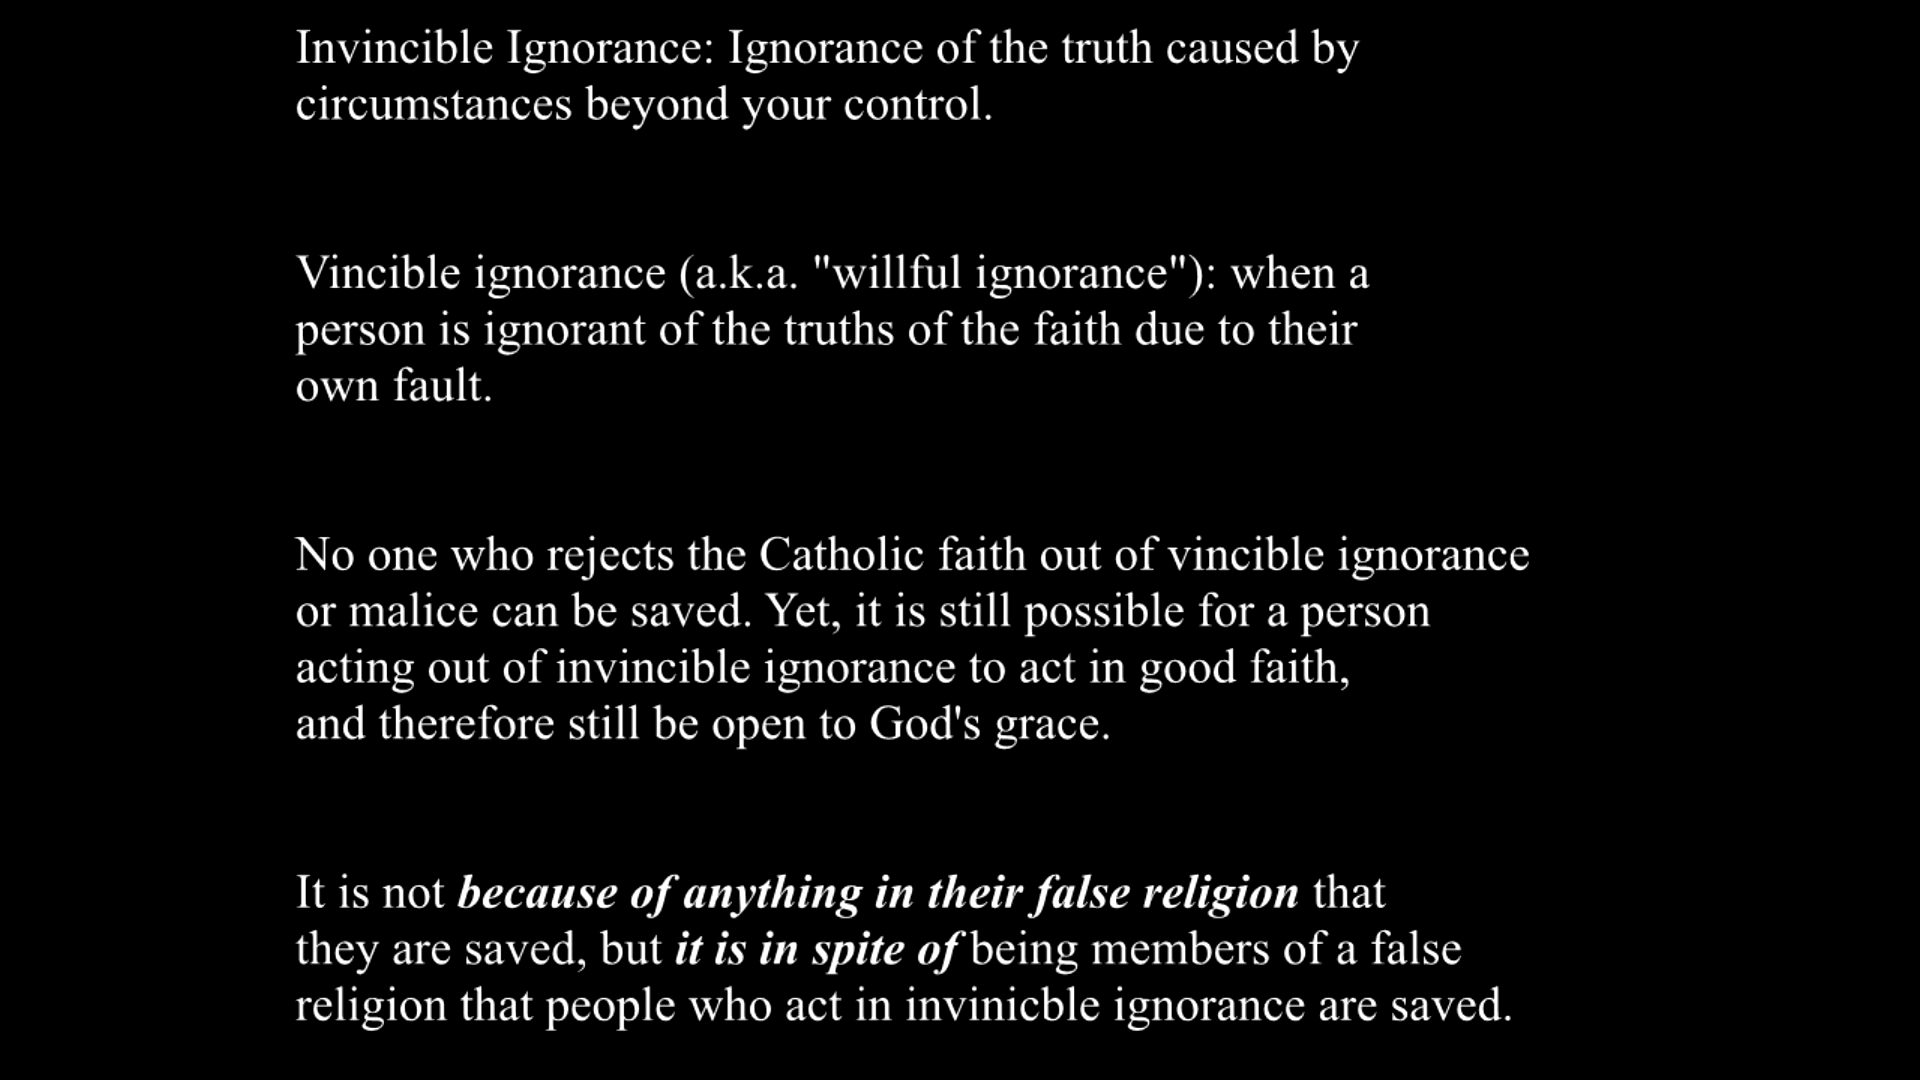 Invincible Ignorance: Ignorance of the truth caused by
circumstances beyond your control.
Vincible ignorance (a.k.a. "willful ignorance"): when a
person is ignorant of the truths of the faith due to their
own fault.
No one who rejects the Catholic faith out of vincible ignorance
or malice can be saved. Yet, it is still possible for a person
acting out of invincible ignorance to act in good faith,
and therefore still be open to God's grace.
It is not because of anything in their false religion that
they are saved, but it is in spite of being members of a false
religion that people who act in invinicble ignorance are saved.